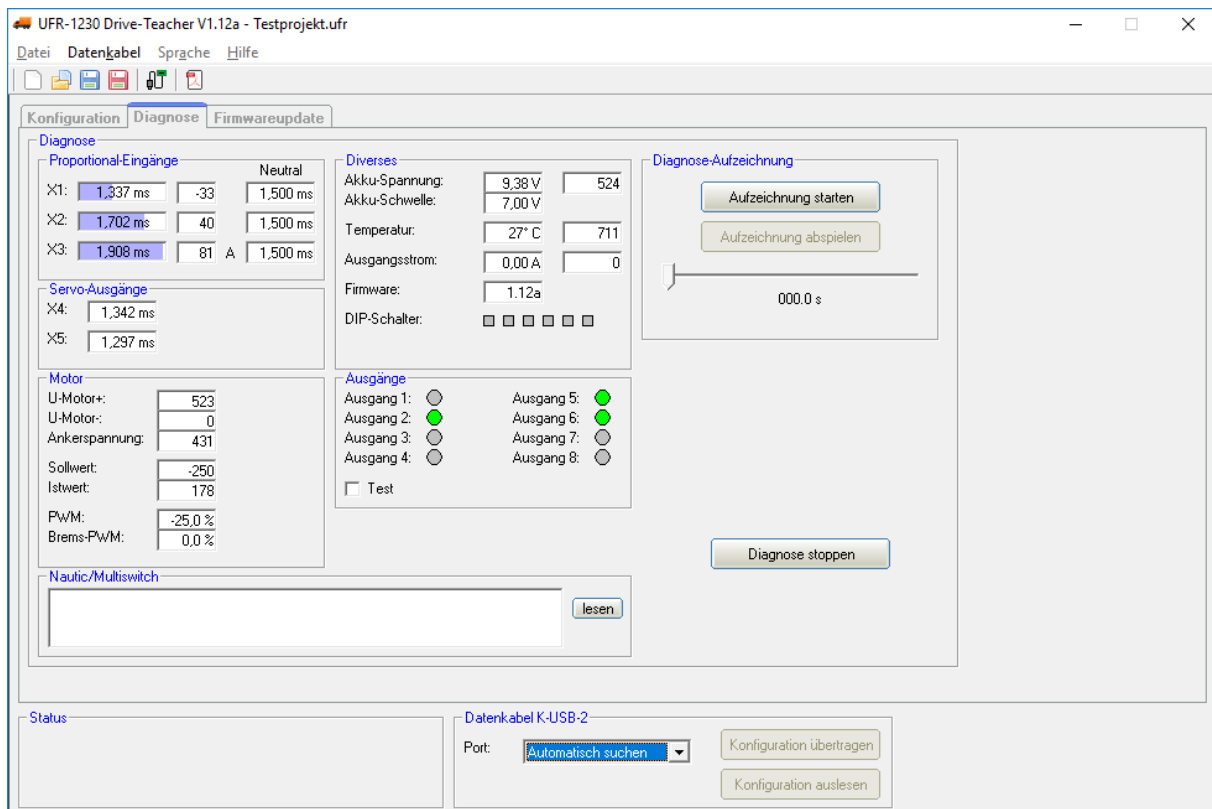 UFR-1230 Drive-Teacher V1.12a - Testprojekt.ufr
Datei Datenkabel Sprache Hilfe
Konfiguration Diagnose Firmwareupdate
Diagnose
Proportional-Eingänge
Neutral
X1: 1,337 ms -33 1,500 ms
X2: 1,702 ms 40 1,500 ms
X3: 1,908 ms 81 A 1,500 ms
Servo-Ausgänge
X4: 1,342 ms
X5: 1,297 ms
Motor
U-Motor+: 523
U-Motor-: 0
Ankerspannung: 431
Sollwert: -250
Istwert: 178
PWM: -25,0 %
Brems-PWM: 0,0 %
Diverses
Akku-Spannung: 9,38 V 524
Akku-Schwelle: 7,00 V
Temperatur: 27° C 711
Ausgangsstrom: 0,00 A 0
Firmware: 1.12a
DIP-Schalter:
Ausgänge
Ausgang 1: Ausgang 5:
Ausgang 2: Ausgang 6:
Ausgang 3: Ausgang 7:
Ausgang 4: Ausgang 8:
Test
Diagnose-Aufzeichnung
Aufzeichnung starten
Aufzeichnung abspielen
000.0 s
Diagnose stoppen
Nautic/Multiswitch
lesen
Status
Datenkabel K-USB-2
Port: Automatisch suchen
Konfiguration übertragen
Konfiguration auslesen